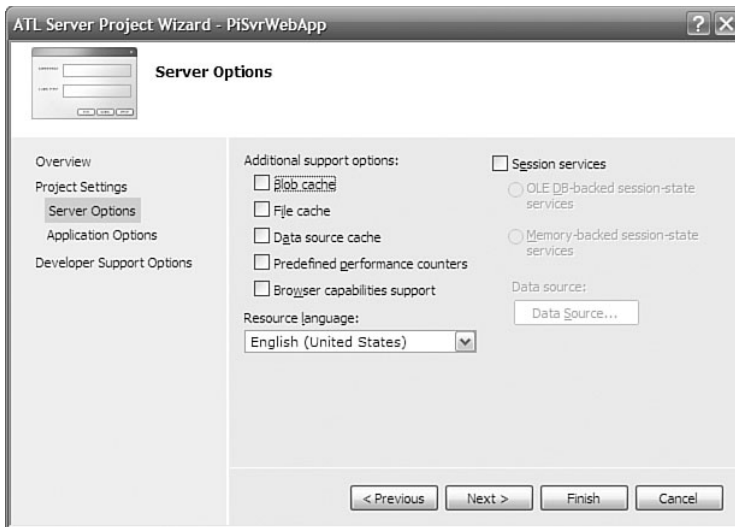 ATL Server Project Wizard - PiSvrWebApp
Server Options
Overview
Project Settings
Server Options
Application Options
Developer Support Options
Additional support options:
Blob cache
File cache
Data source cache
Predefined performance counters
Browser capabilities support
Resource language:
English (United States)
Session services
OLE DB-backed session-state
services
Memory-backed session-state
services
Data source:
Data Source...
< Previous
Next >
Finish
Cancel